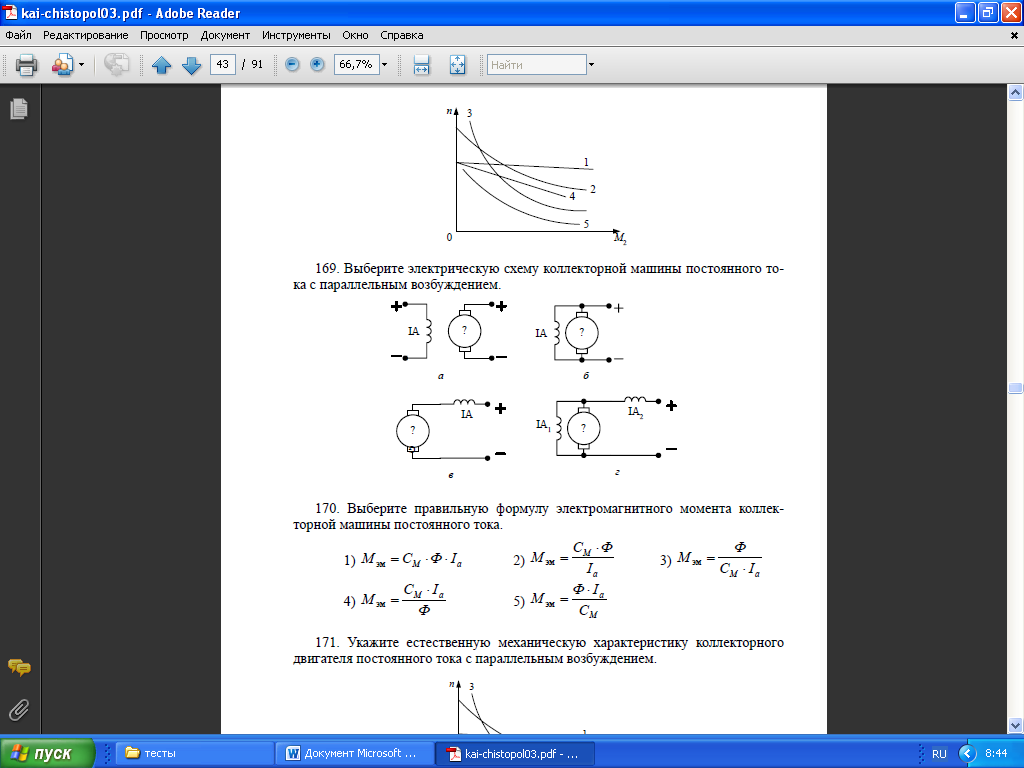 kai-chistopol03.pdf - Adobe Reader
Файл Редактирование Просмотр Документ Инструменты Окно Справка
43 / 91 66,7% Найти
n 3
1
2
4
5
0 M2
169. Выберите электрическую схему коллекторной машины постоянного то-
ка с параллельным возбуждением.
+ + +
IA ? IA ?
– – –
а б
IA + IA2 +
? IA1 ?
– –
в г
170. Выберите правильную формулу электромагнитного момента коллек-
торной машины постоянного тока.
1) Mэм = CM · Φ · Ia 2) Mэм = CM · Φ / Ia 3) Mэм = Φ / CM · Ia
4) Mэм = CM · Ia / Φ 5) Mэм = Φ · Ia / CM
171. Укажите естественную механическую характеристику коллекторного
двигателя постоянного тока с параллельным возбуждением.
n 3
1
пуск тесты Документ Microsoft ... kai-chistopol03.pdf - ... RU 8:44